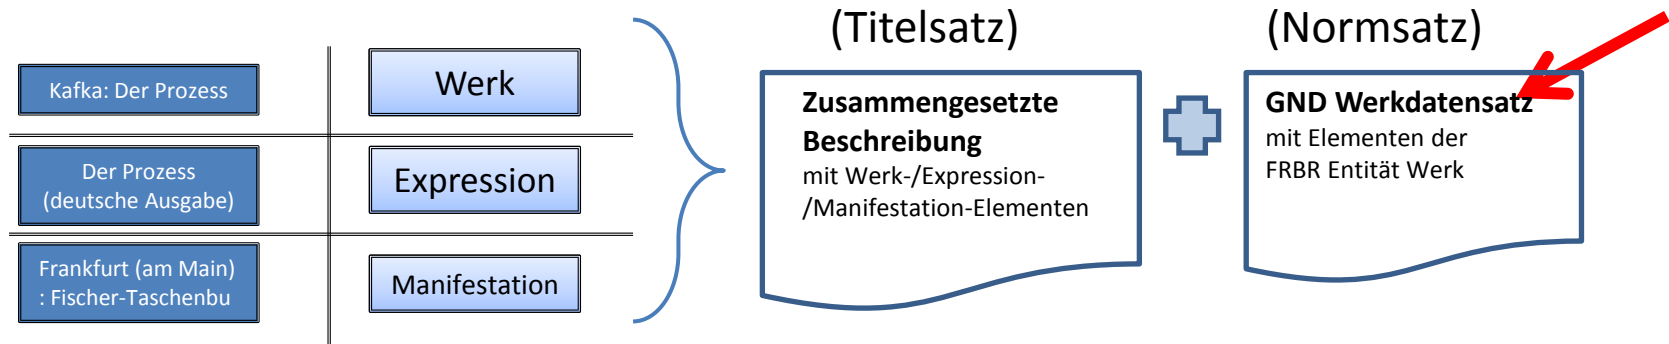 Kafka: Der Prozess
Werk
Der Prozess
(deutsche Ausgabe)
Expression
Frankfurt (am Main)
: Fischer-Taschenbu
Manifestation
(Titelsatz)
Zusammengesetzte
Beschreibung
mit Werk-/Expression-
/Manifestation-Elementen
(Normsatz)
GND Werkdatensatz
mit Elementen der
FRBR Entität Werk